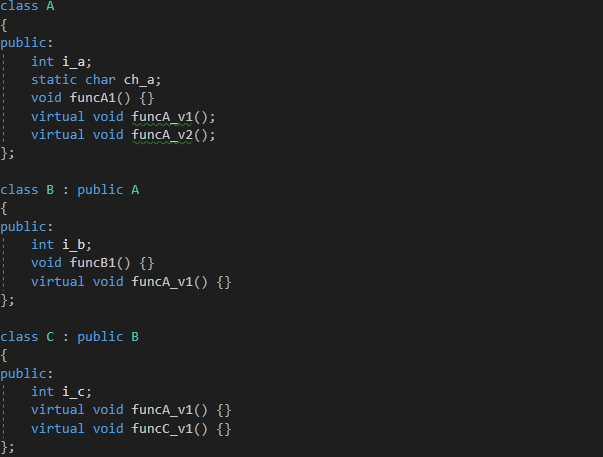 class A
{
public:
    int i_a;
    static char ch_a;
    void funcA1() {}
    virtual void funcA_v1();
    virtual void funcA_v2();
};

class B : public A
{
public:
    int i_b;
    void funcB1() {}
    virtual void funcA_v1() {}
};

class C : public B
{
public:
    int i_c;
    virtual void funcA_v1() {}
    virtual void funcC_v1() {}
};